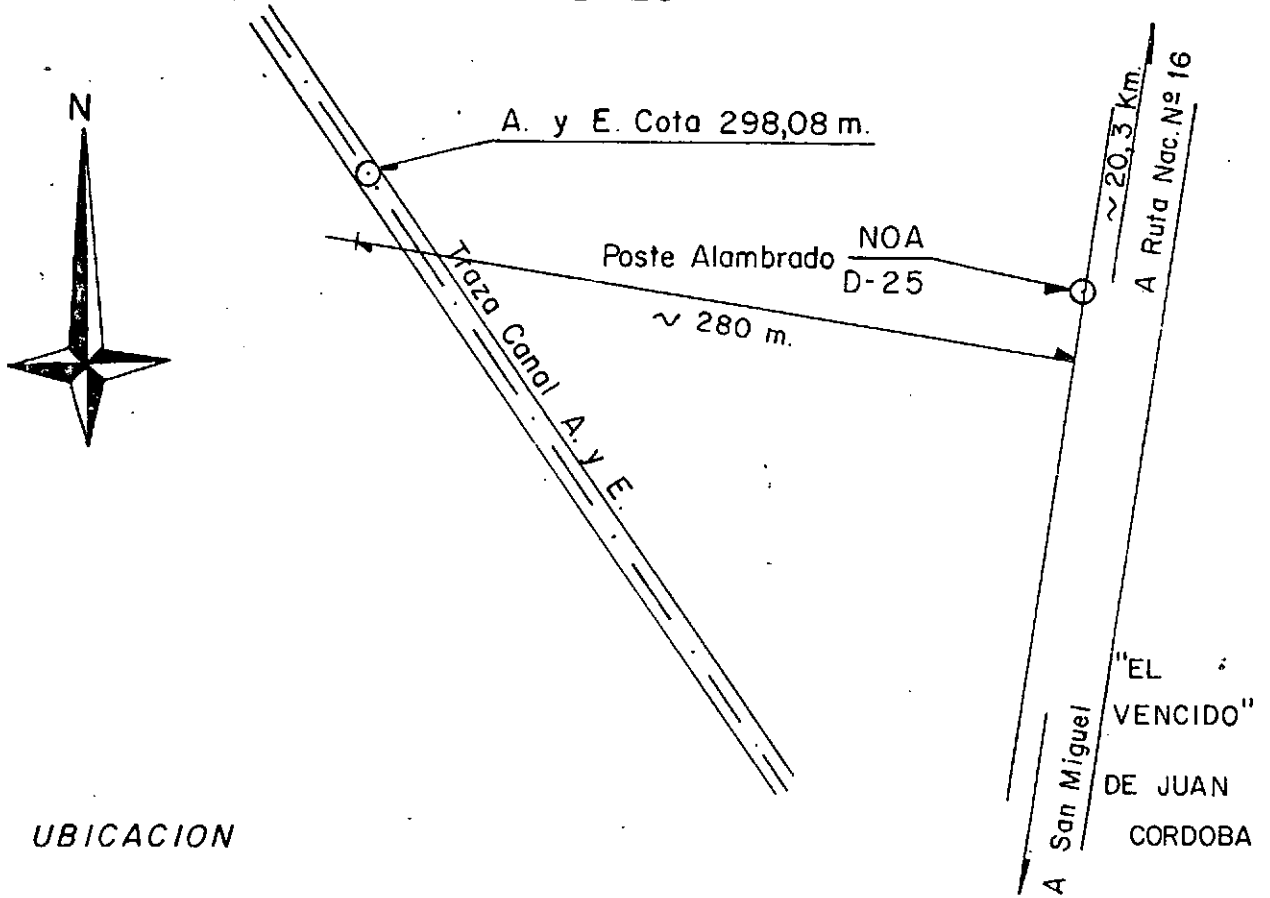 N
A. y E. Cota 298,08 m.
~ 20,3 Km.
A Ruta Nac. Nº 16
Poste Alambrado NOA
D-25
~ 280 m.
Traza Canal A. y E.
"EL
VENCIDO"
DE JUAN
CORDOBA
A San Miguel
UBICACION